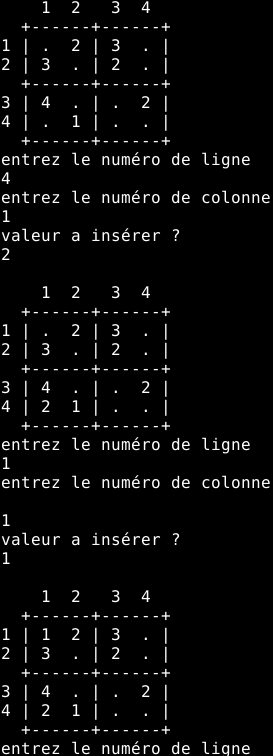 1  2   3  4
  +------+------+
1 | .  2 | 3  . |
2 | 3  . | 2  . |
  +------+------+
3 | 4  . | .  2 |
4 | .  1 | .  . |
  +------+------+
entrez le numéro de ligne
4
entrez le numéro de colonne
1
valeur a insérer ?
2
    1  2   3  4
  +------+------+
1 | .  2 | 3  . |
2 | 3  . | 2  . |
  +------+------+
3 | 4  . | .  2 |
4 | 2  1 | .  . |
  +------+------+
entrez le numéro de ligne
1
entrez le numéro de colonne
1
valeur a insérer ?
1
    1  2   3  4
  +------+------+
1 | 1  2 | 3  . |
2 | 3  . | 2  . |
  +------+------+
3 | 4  . | .  2 |
4 | 2  1 | .  . |
  +------+------+
entrez le numéro de ligne